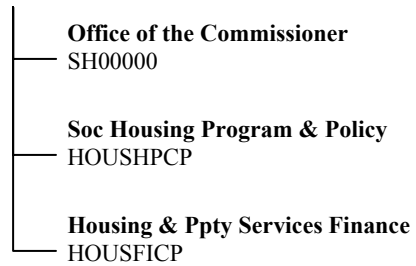 Office of the Commissioner
SH00000
Soc Housing Program & Policy
HOUSHPCP
Housing & Ppty Services Finance
HOUSFICP